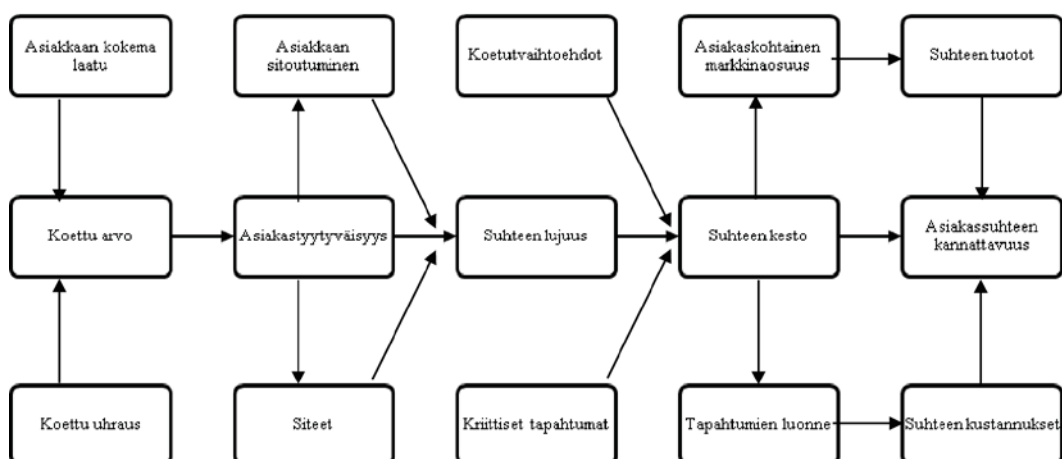 Asiakkaan kokema
laatu
Asiakkaan
sitoutuminen
Koetutvaihtoehdot
Asiakaskohtainen
markkinaosuus
Suhteen tuotot
Koettu arvo
Asiakastyytyväisyys
Suhteen lujuus
Suhteen kesto
Asiakassuhteen
kannattavuus
Koettu uhraus
Siteet
Kriittiset tapahtumat
Tapahtumien luonne
Suhteen kustannukset